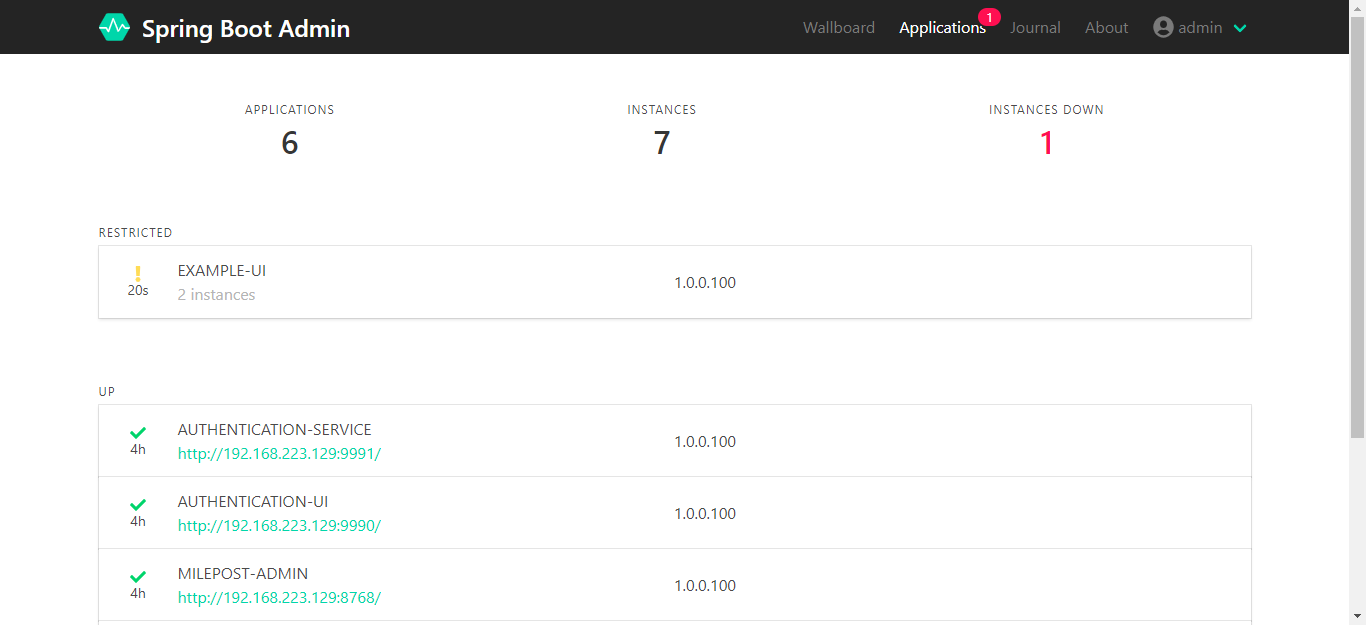 Spring Boot Admin
Wallboard Applications 1 Journal About admin
APPLICATIONS INSTANCES INSTANCES DOWN
6 7 1
RESTRICTED
EXAMPLE-UI
20s 2 instances 1.0.0.100
UP
AUTHENTICATION-SERVICE
4h http://192.168.223.129:9991/ 1.0.0.100
AUTHENTICATION-UI
4h http://192.168.223.129:9990/ 1.0.0.100
MILEPOST-ADMIN
4h http://192.168.223.129:8768/ 1.0.0.100